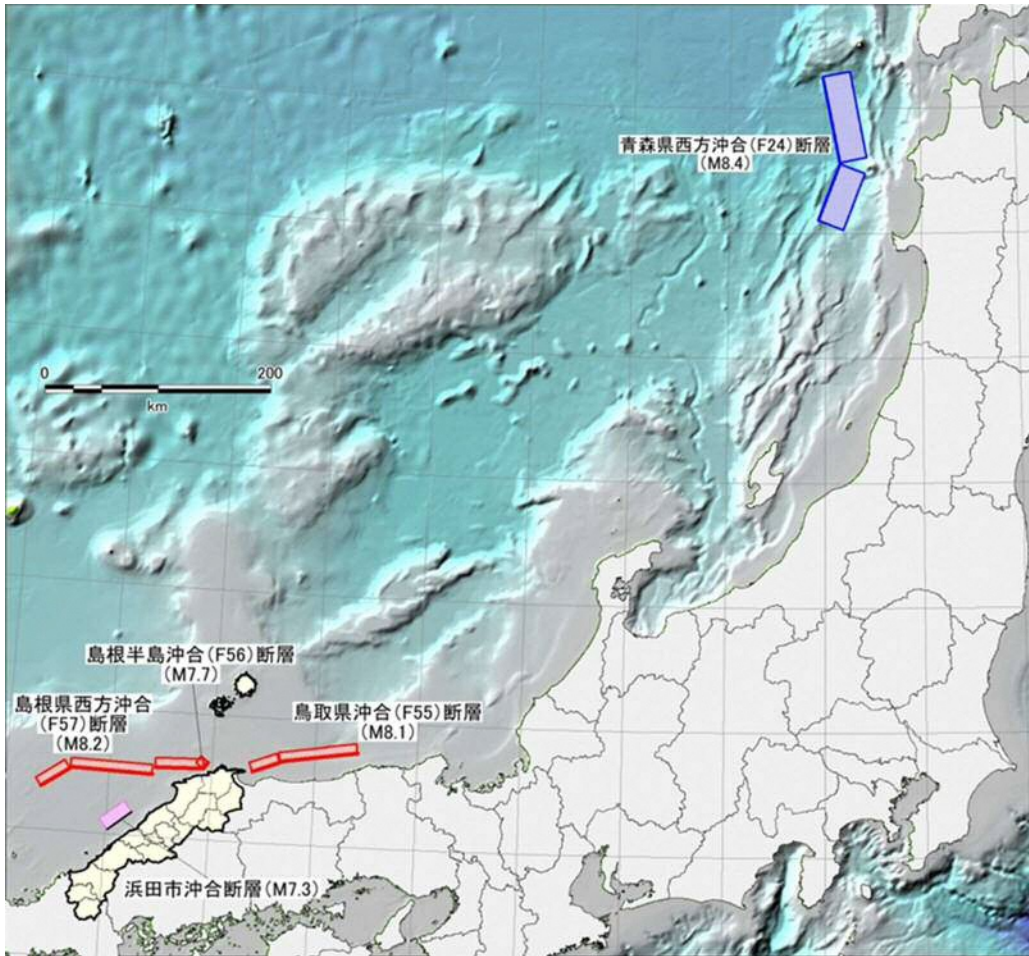 青森県西方沖合(F24)断層
(M8.4)
0
200
km
島根半島沖合(F56)断層
(M7.7)
島根県西方沖合
(F57)断層
(M8.2)
鳥取県沖合(F55)断層
(M8.1)
浜田市沖合断層(M7.3)